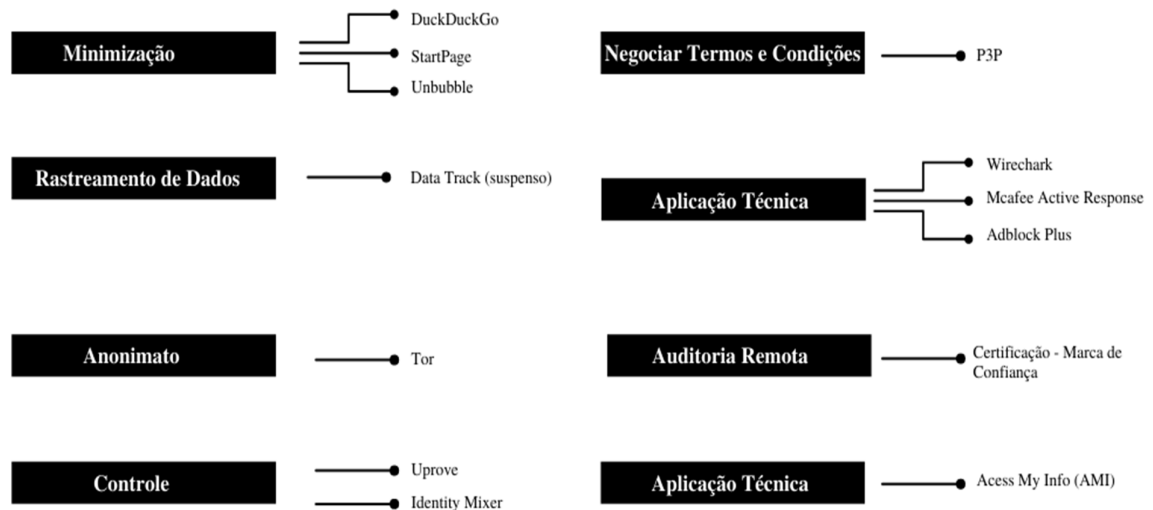 Minimização
DuckDuckGo
StartPage
Unbubble
Rastreamento de Dados
Data Track (suspenso)
Anonimato
Tor
Controle
Uprove
Identity Mixer
Negociar Termos e Condições
P3P
Aplicação Técnica
Wirechark
Mcafee Active Response
Adblock Plus
Auditoria Remota
Certificação - Marca de
Confiança
Aplicação Técnica
Acess My Info (AMI)